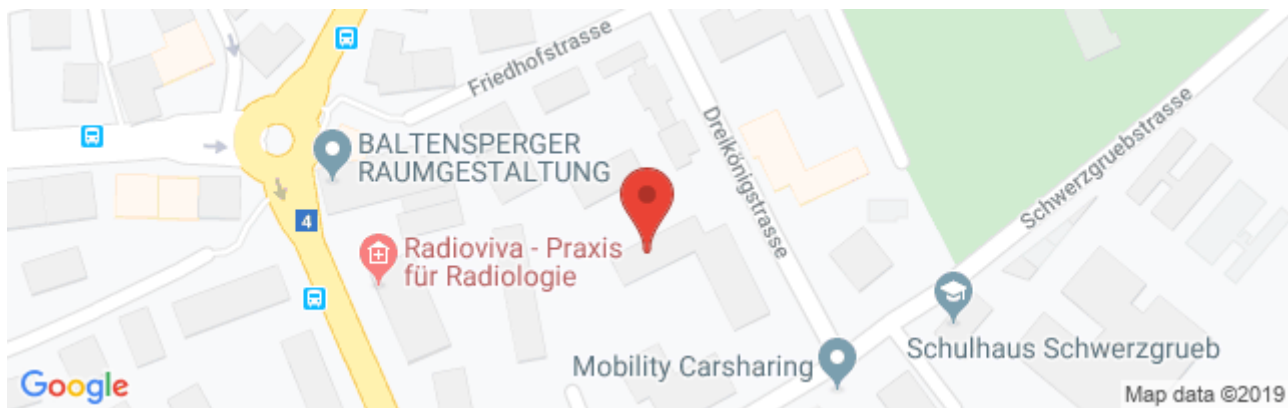 Friedhofstrasse
Dreikönigstrasse
Schwerzgruebstrasse
BALTENSPERGER
RAUMGESTALTUNG
4
Radioviva - Praxis
für Radiologie
Schulhaus Schwerzgrueb
Mobility Carsharing
Google
Map data ©2019